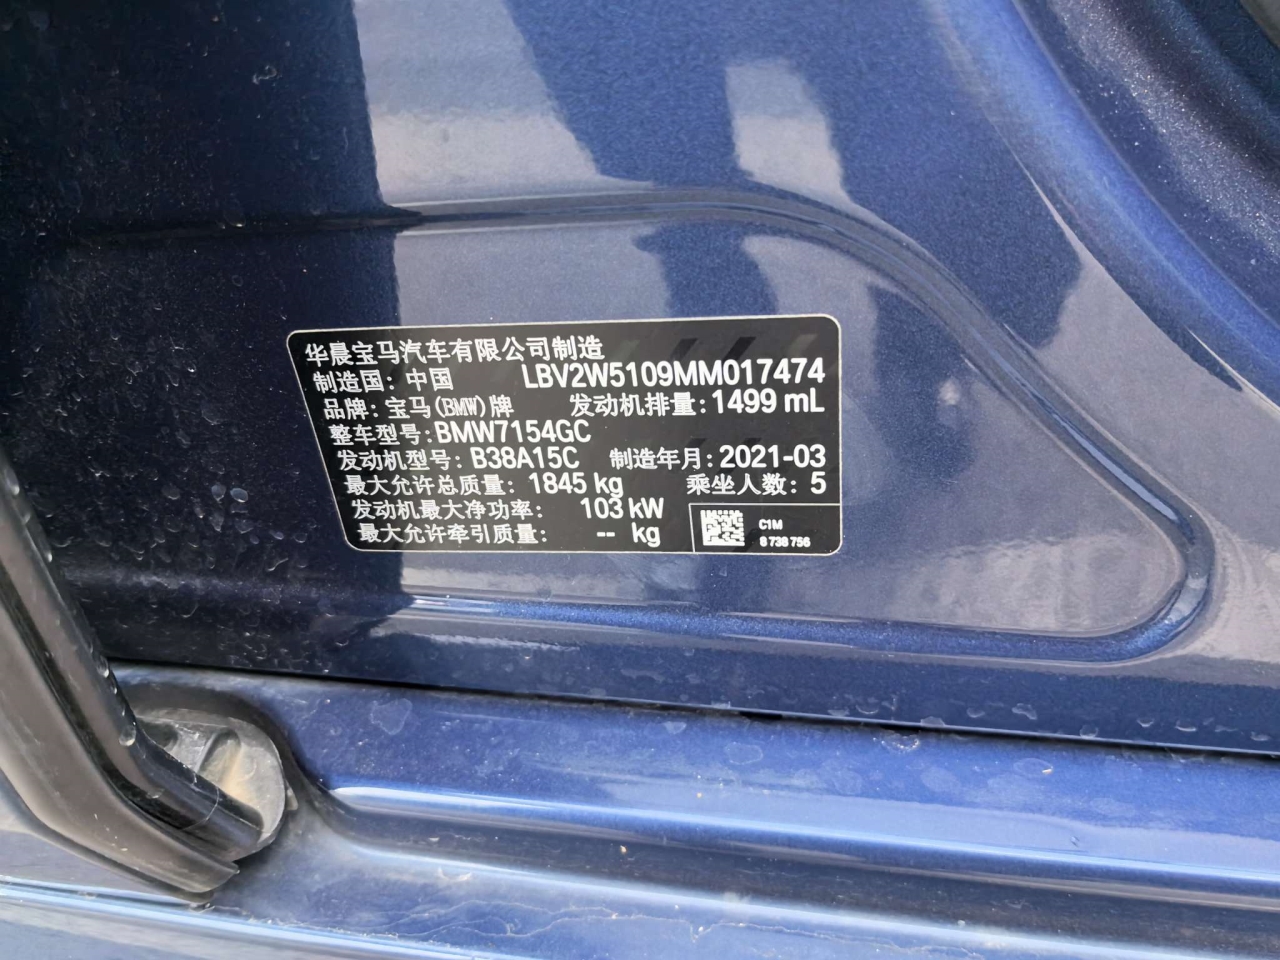 华晨宝马汽车有限公司制造
制造国: 中国 LBV2W5109MM017474
品牌: 宝马(BMW)牌 发动机排量: 1499 mL
整车型号: BMW7154GC
发动机型号: B38A15C 制造年月: 2021-03
最大允许总质量: 1845 kg 乘坐人数: 5
发动机最大净功率: 103 kW
最大允许牵引质量: -- kg
C1M
8 738 756